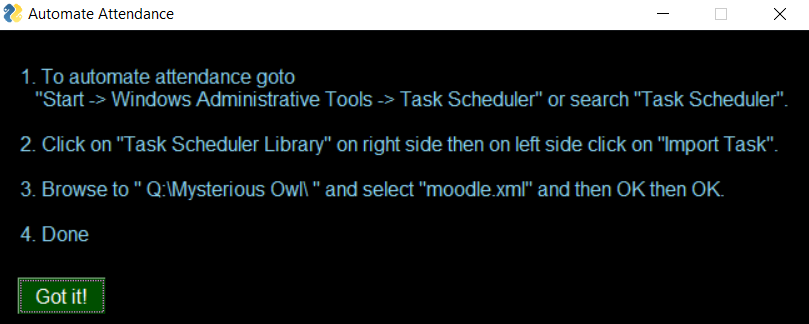 Automate Attendance
1. To automate attendance goto
"Start -> Windows Administrative Tools -> Task Scheduler" or search "Task Scheduler".
2. Click on "Task Scheduler Library" on right side then on left side click on "Import Task".
3. Browse to " Q:\Mysterious Owl\ " and select "moodle.xml" and then OK then OK.
4. Done
Got it!